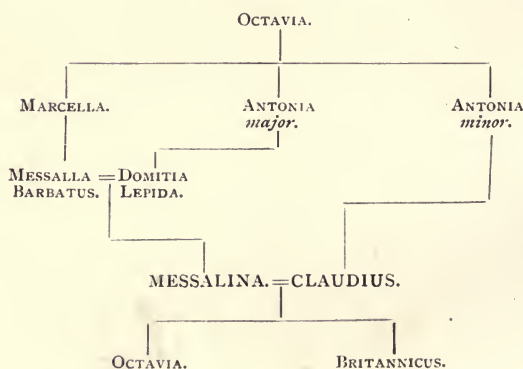 OCTAVIA.
MARCELLA. ANTONIA major. ANTONIA minor.
MESSALLA BARBATUS. = DOMITIA LEPIDA.
MESSALINA. = CLAUDIUS.
OCTAVIA. BRITANNICUS.